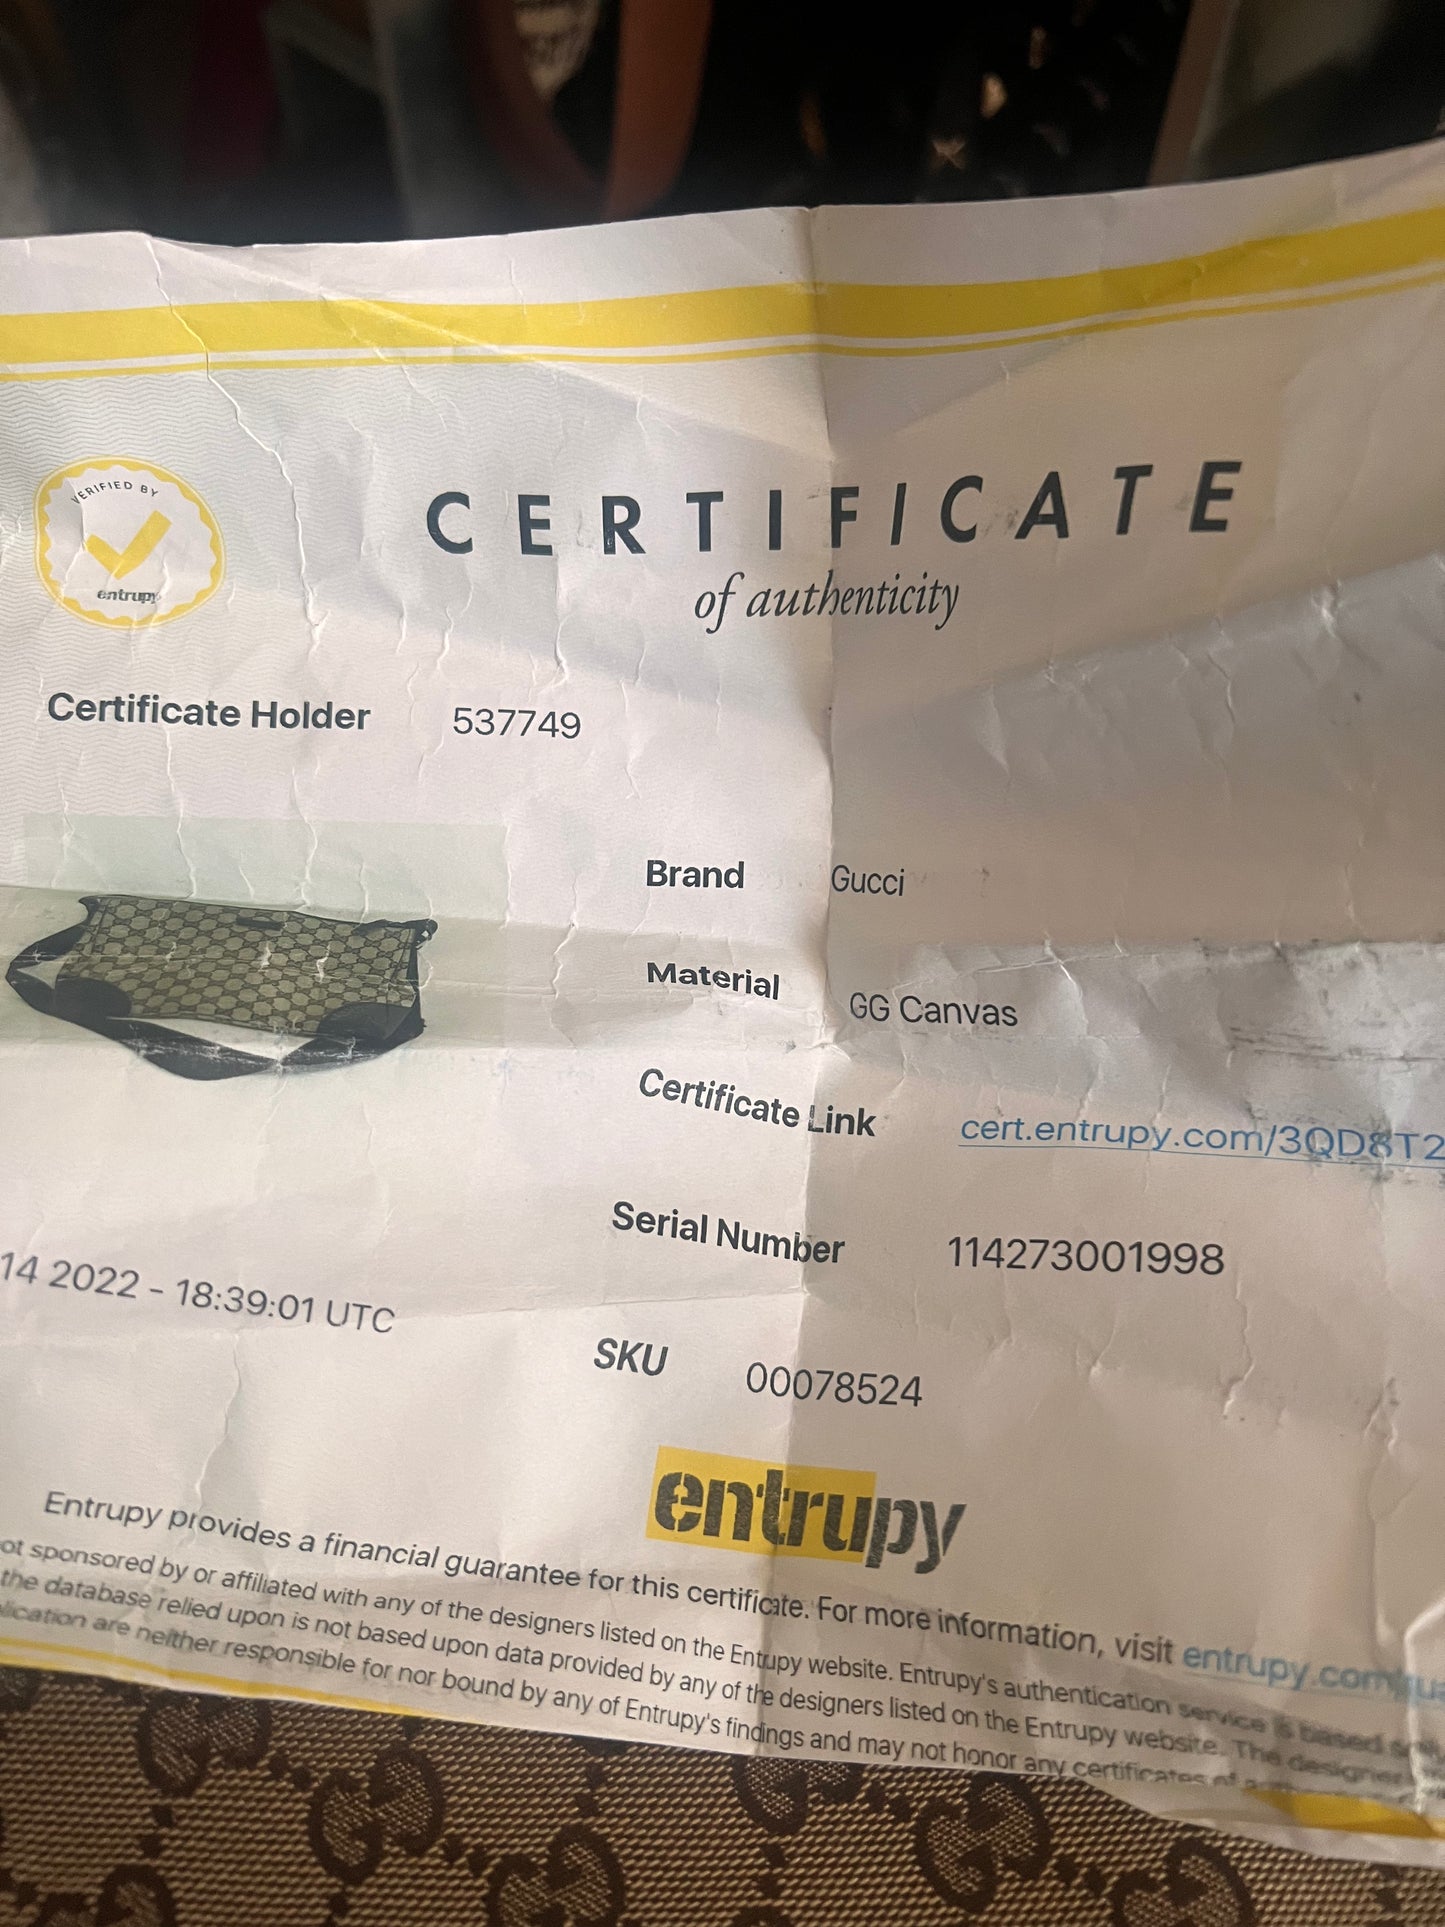 VERIFIED BY
entrupy
CERTIFICATE
of authenticity
Certificate Holder 537749
Brand Gucci
Material GG Canvas
Certificate Link cert.entrupy.com/3QD8T2
Serial Number 114273001998
14 2022 - 18:39:01 UTC
SKU 00078524
entrupy
Entrupy provides a financial guarantee for this certificate. For more information, visit entrupy.com
sponsored by or affiliated with any of the designers listed on the Entrupy website. Entrupy's authentication service is based
the database relied upon is not based upon data provided by any of the designers listed on the Entrupy website. The designer
are neither responsible for nor bound by any of Entrupy's findings and may not honor any certificates of